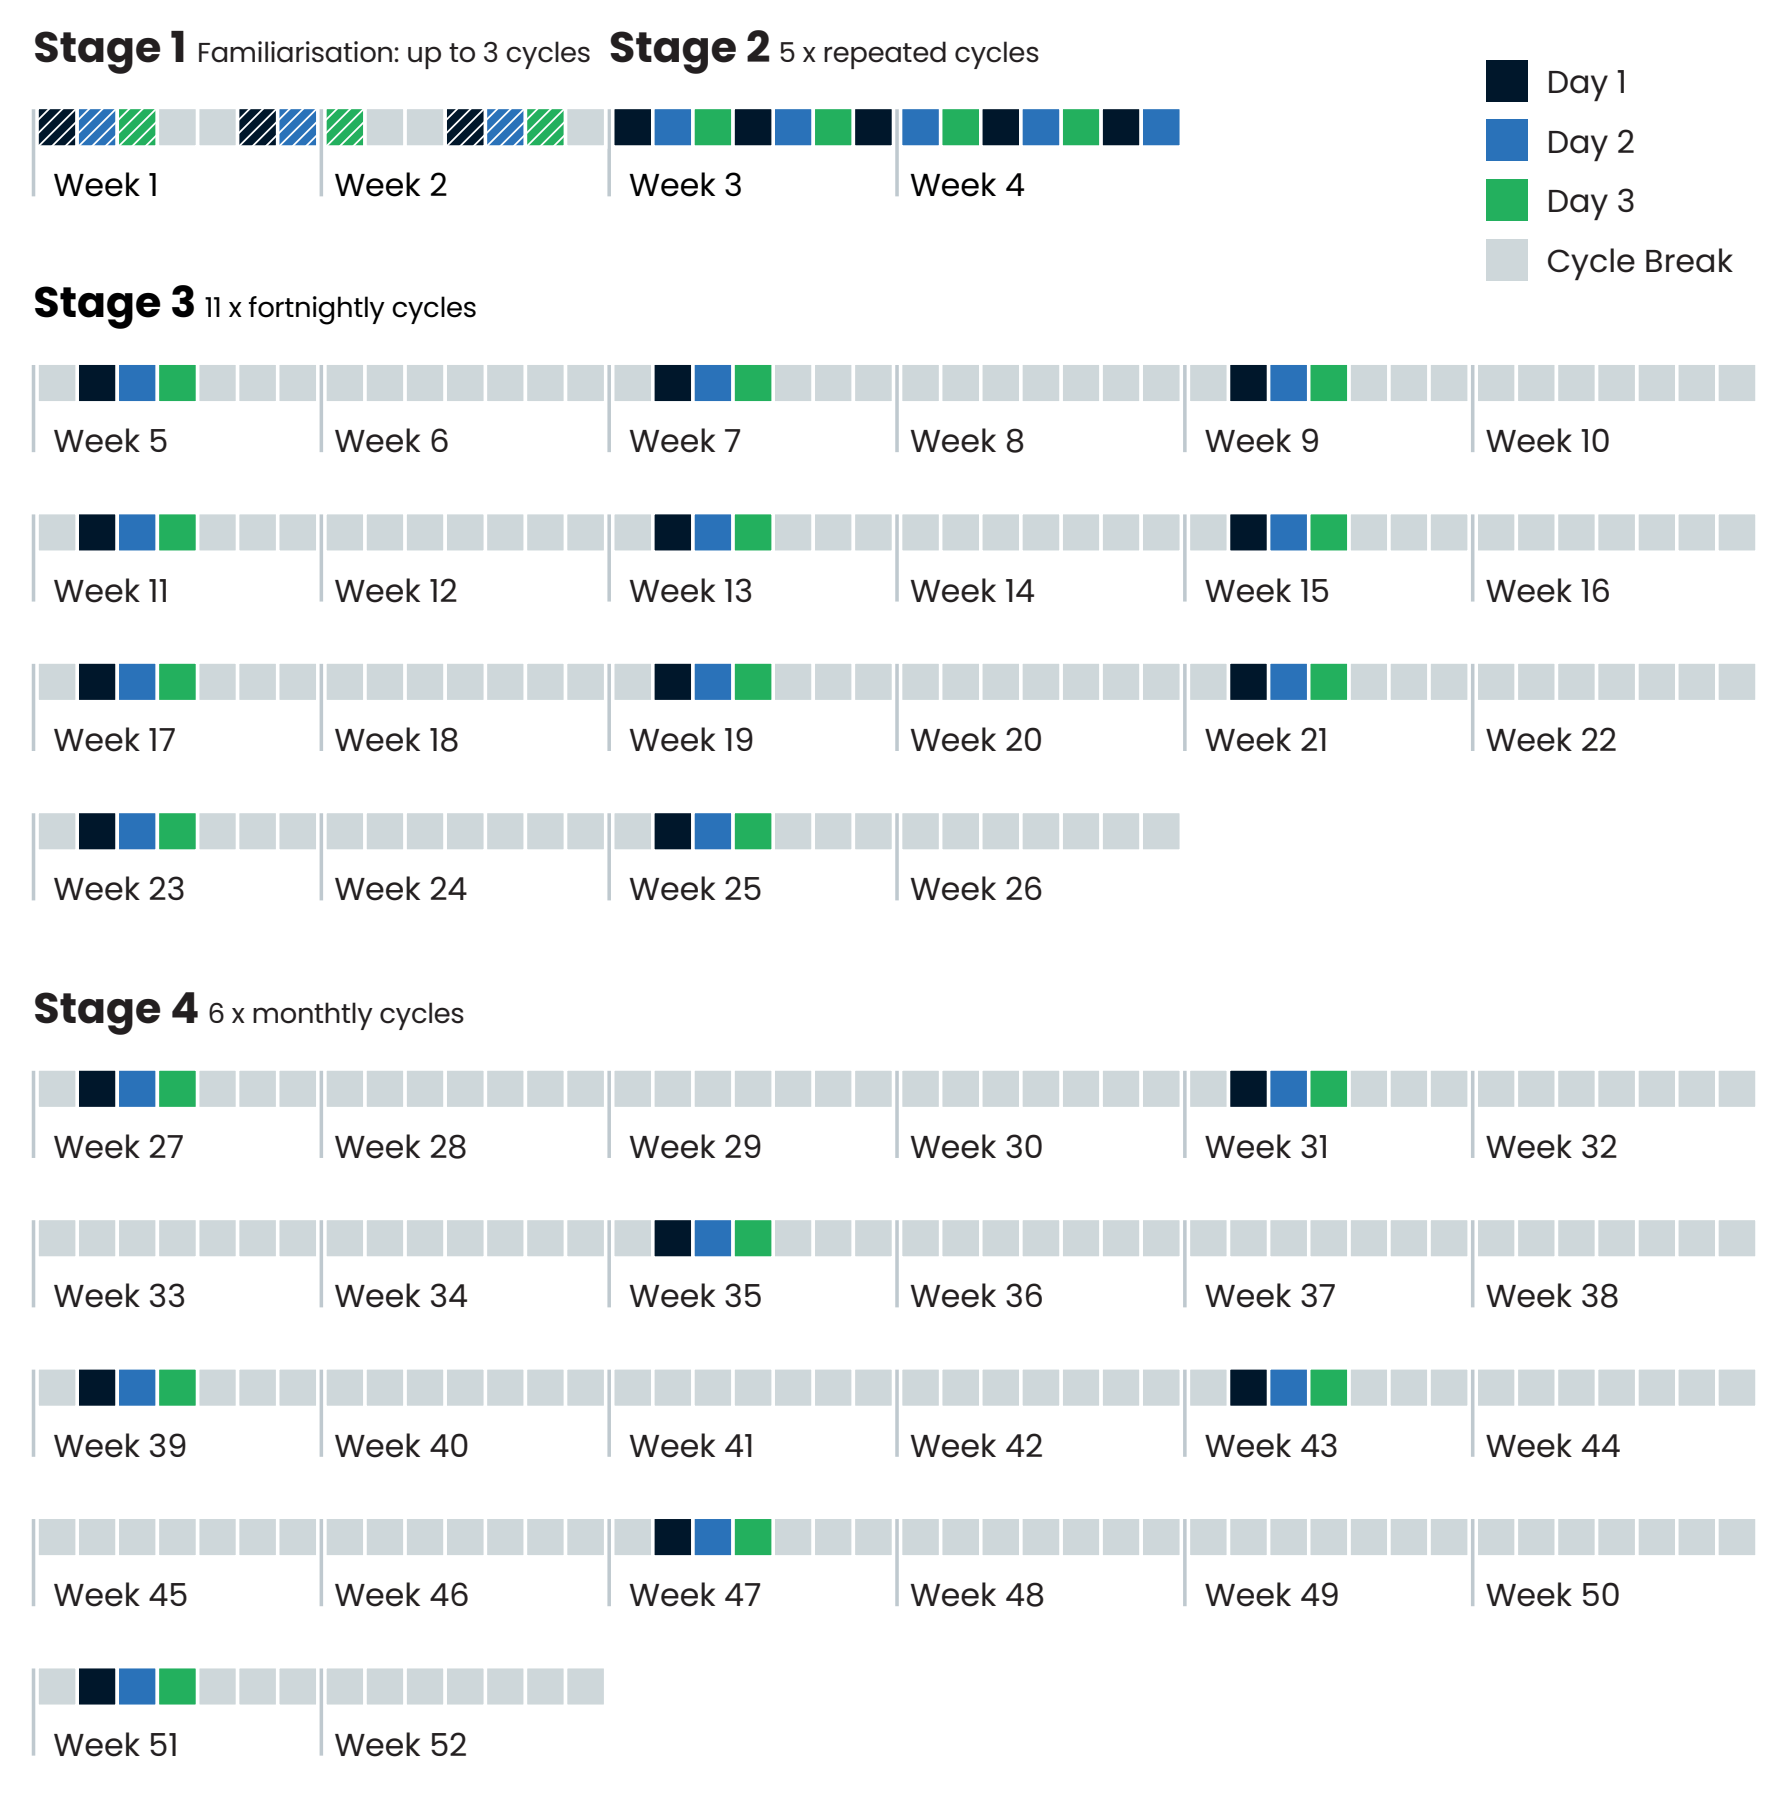 Stage 1 Familiarisation: up to 3 cycles
Stage 2 5 x repeated cycles
Day 1
Day 2
Day 3
Cycle Break
Week 1
Week 2
Week 3
Week 4
Stage 3 11 x fortnightly cycles
Week 5
Week 6
Week 7
Week 8
Week 9
Week 10
Week 11
Week 12
Week 13
Week 14
Week 15
Week 16
Week 17
Week 18
Week 19
Week 20
Week 21
Week 22
Week 23
Week 24
Week 25
Week 26
Stage 4 6 x monthtly cycles
Week 27
Week 28
Week 29
Week 30
Week 31
Week 32
Week 33
Week 34
Week 35
Week 36
Week 37
Week 38
Week 39
Week 40
Week 41
Week 42
Week 43
Week 44
Week 45
Week 46
Week 47
Week 48
Week 49
Week 50
Week 51
Week 52